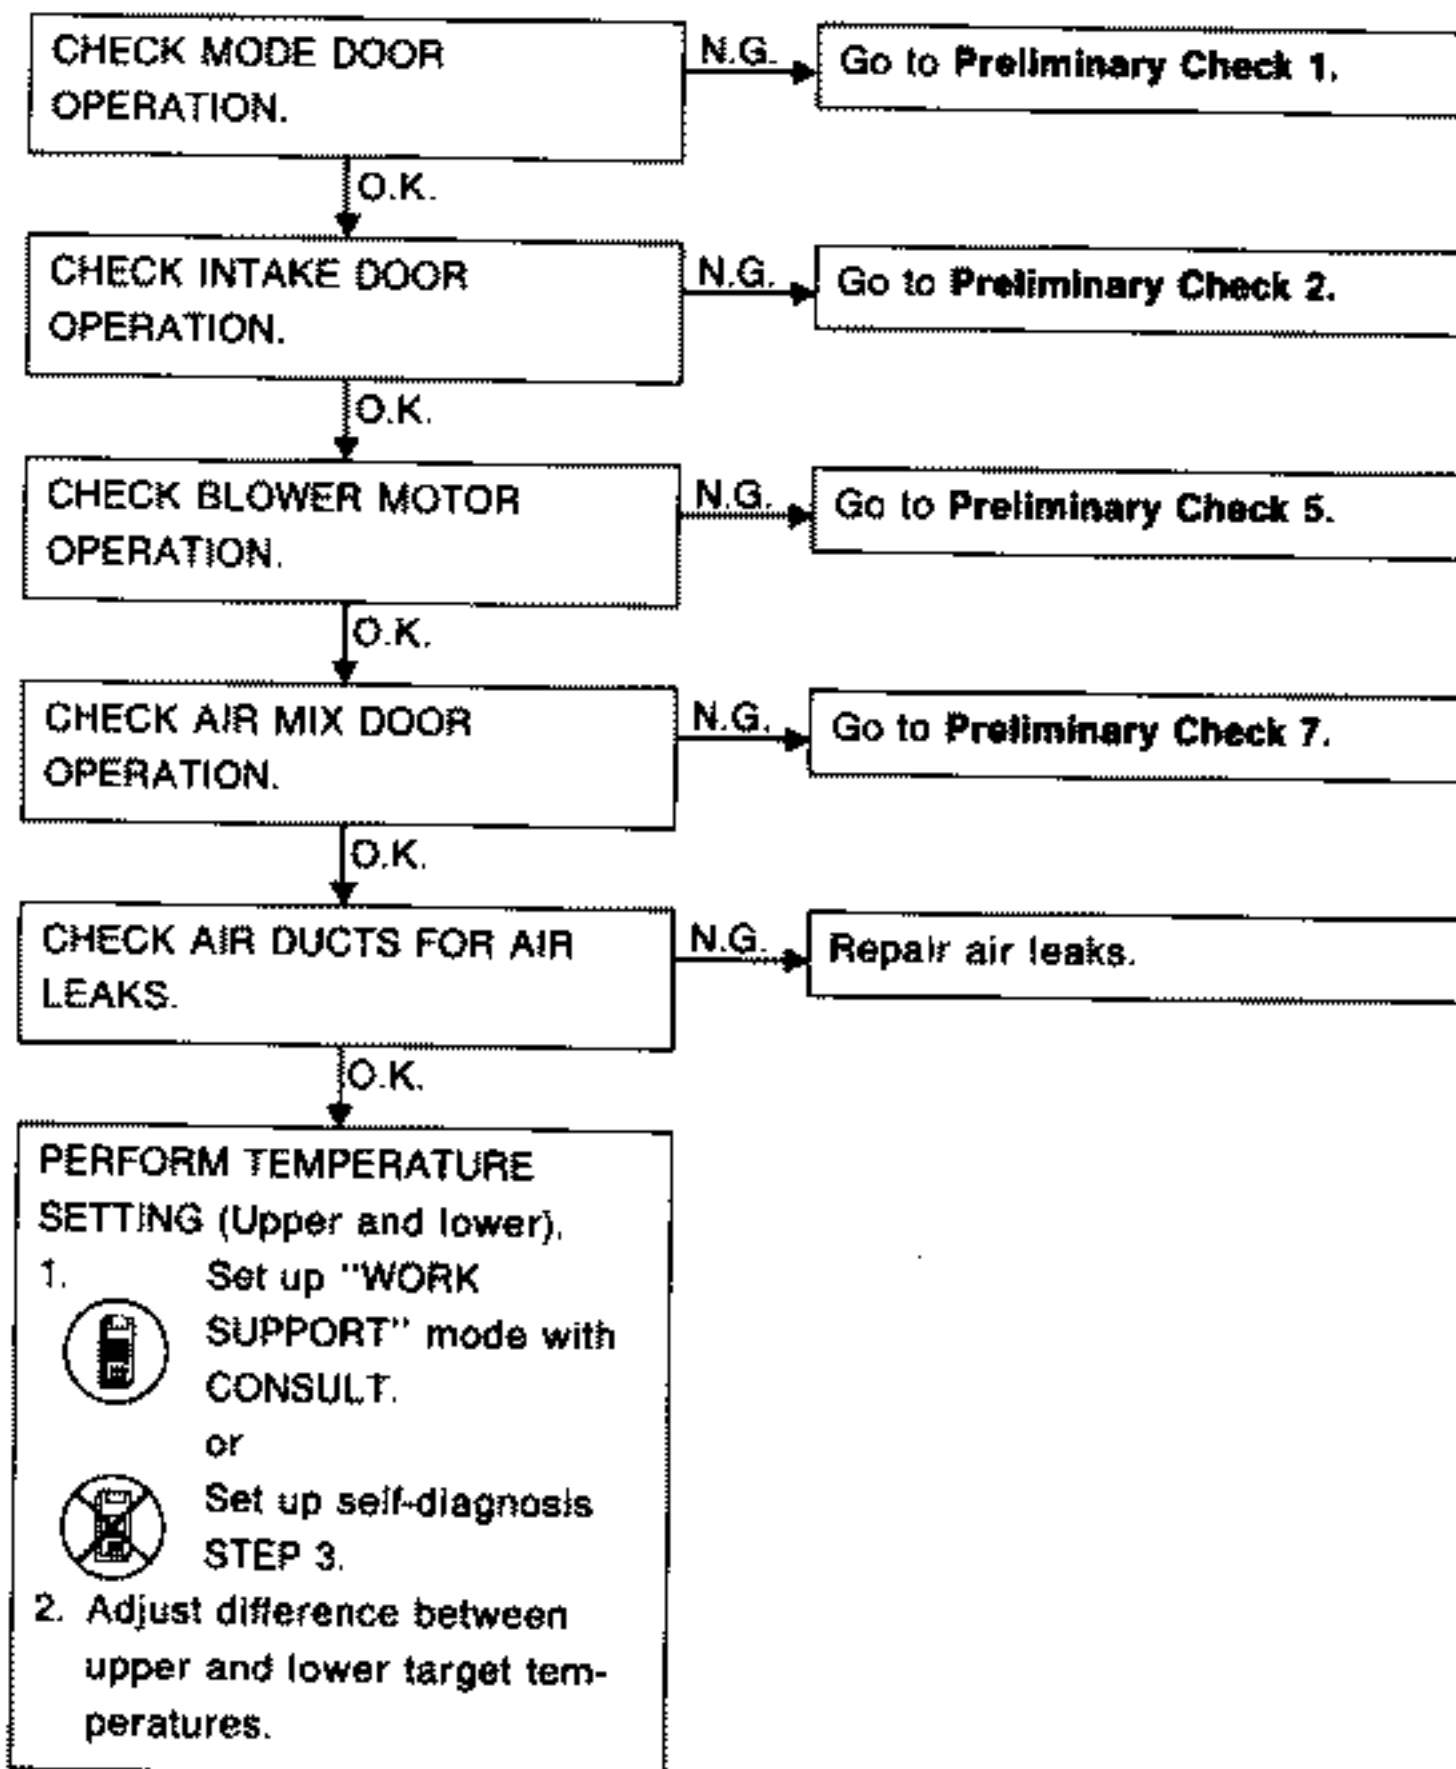 CHECK MODE DOOR
OPERATION.
N.G.
Go to Preliminary Check 1.
O.K.
CHECK INTAKE DOOR
OPERATION.
N.G.
Go to Preliminary Check 2.
O.K.
CHECK BLOWER MOTOR
OPERATION.
N.G.
Go to Preliminary Check 5.
O.K.
CHECK AIR MIX DOOR
OPERATION.
N.G.
Go to Preliminary Check 7.
O.K.
CHECK AIR DUCTS FOR AIR
LEAKS.
N.G.
Repair air leaks.
O.K.
PERFORM TEMPERATURE
SETTING (Upper and lower).
1. Set up "WORK
SUPPORT" mode with
CONSULT.
or
Set up self-diagnosis
STEP 3.
2. Adjust difference between
upper and lower target tem-
peratures.